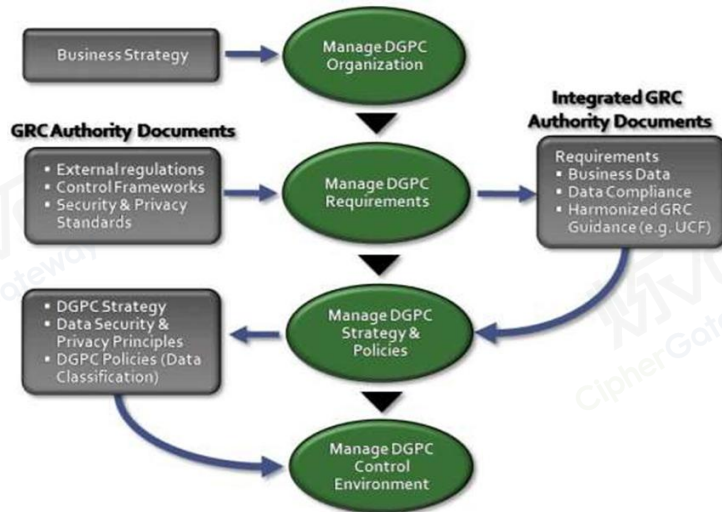 Business Strategy
Manage DGPC
Organization
GRC Authority Documents
Integrated GRC
Authority Documents
▪ External regulations
▪ Control Frameworks
▪ Security & Privacy
Standards
Manage DGPC
Requirements
Requirements
▪ Business Data
▪ Data Compliance
▪ Harmonized GRC
Guidance (e.g. UCF)
▪ DGPC Strategy
▪ Data Security &
Privacy Principles
▪ DGPC Policies (Data
Classification)
Manage DGPC
Strategy &
Policies
Manage DGPC
Control
Environment
CipherGat